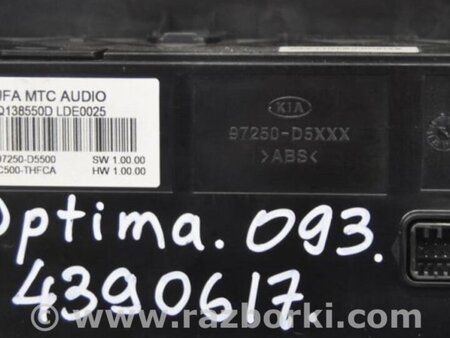 JFA MTC AUDIO
Q138550D LDE0025
97250-D5500 SW 1.00.00
C500-THFCA HW 1.00.00
KIA
97250-D5XXX
>ABS<
Optima. 093.
4390617.
www.razborki.com